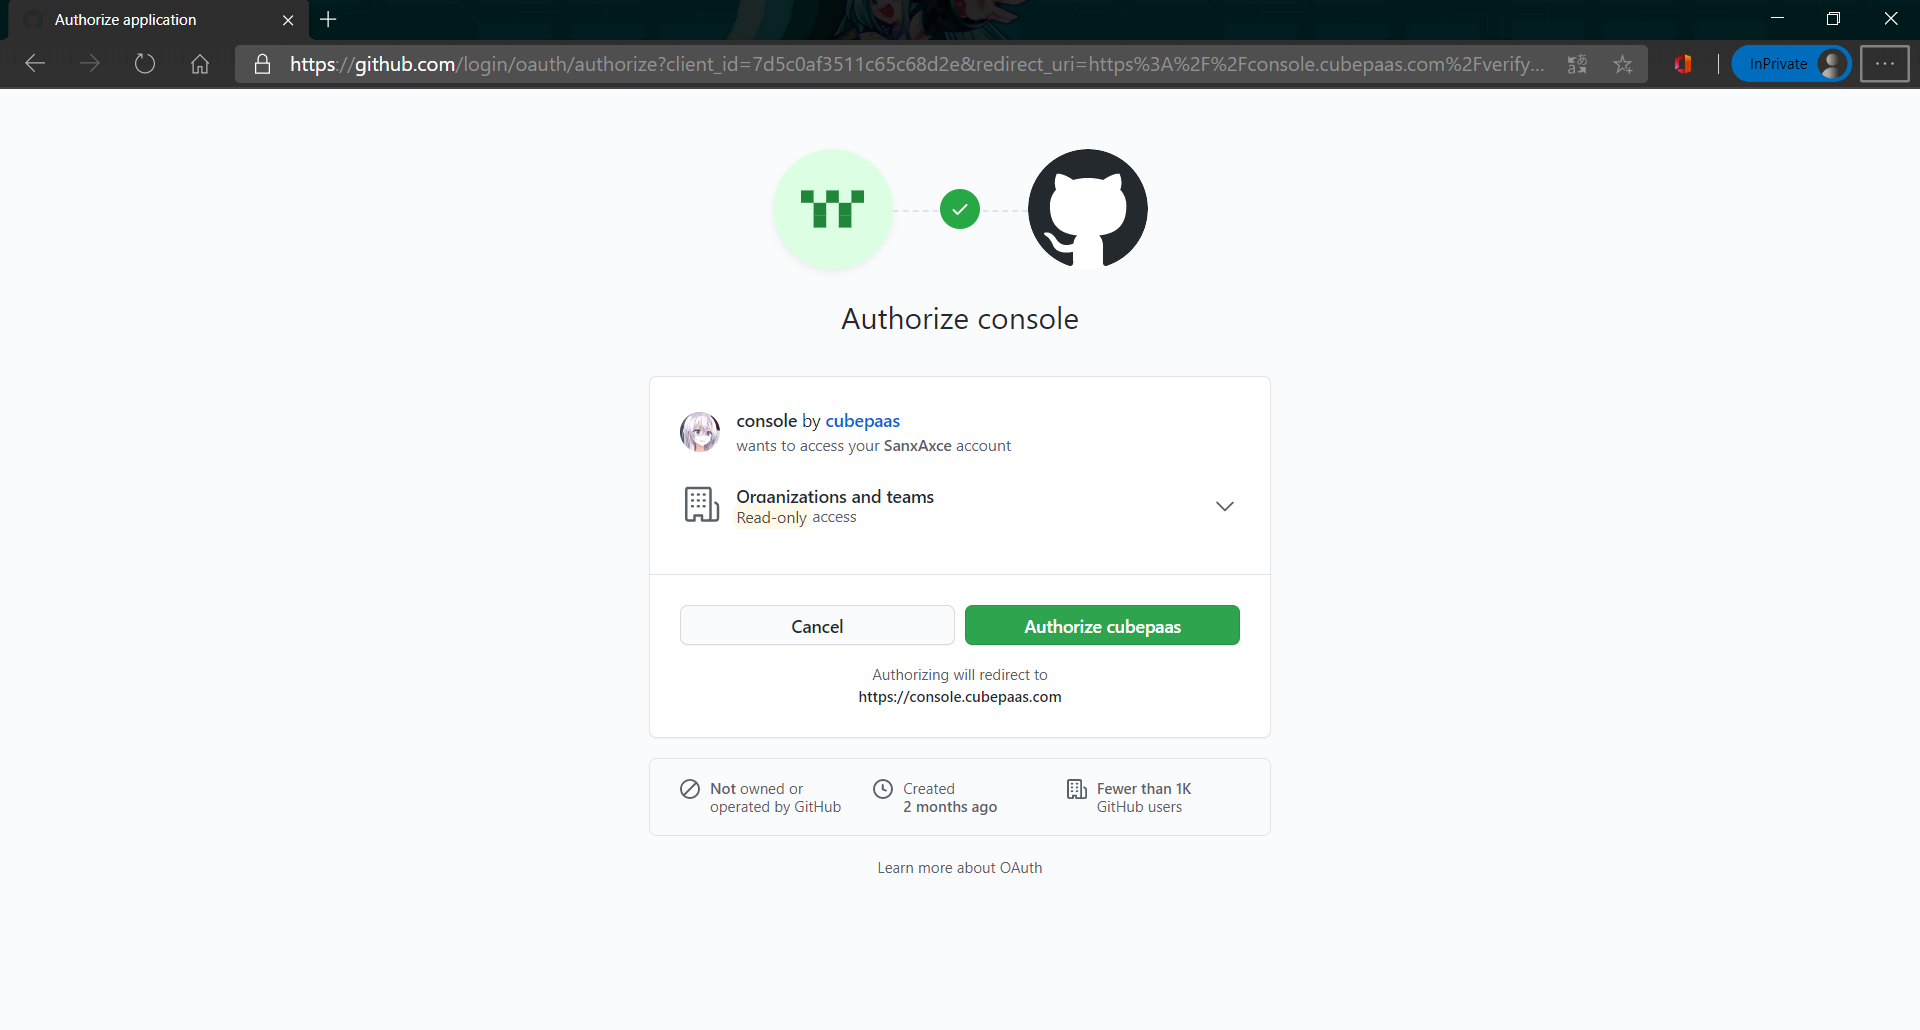 Authorize application
https://github.com/login/oauth/authorize?client_id=7d5c0af3511c65c68d2e&redirect_uri=https%3A%2F%2Fconsole.cubepaas.com%2Fverify...
InPrivate
Authorize console
console by cubepaas
wants to access your SanxAxce account
Organizations and teams
Read-only access
Cancel
Authorize cubepaas
Authorizing will redirect to
https://console.cubepaas.com
Not owned or
operated by GitHub
Created
2 months ago
Fewer than 1K
GitHub users
Learn more about OAuth